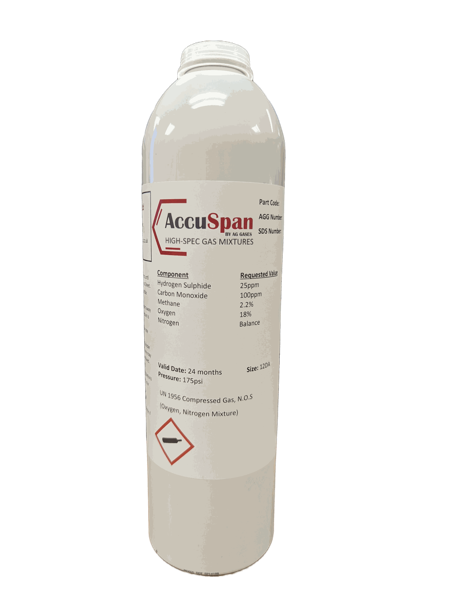 Part Code:
AGG Number
SDS Number:
AccuSpan
BY AG GASES
HIGH-SPEC GAS MIXTURES
Component Requested Value
Hydrogen Sulphide 25ppm
Carbon Monoxide 100ppm
Methane 2.2%
Oxygen 18%
Nitrogen Balance
Valid Date: 24 months Size:
Pressure: 175psi
UN 1956 Compressed Gas, N.O.S
(Oxygen, Nitrogen Mixture)